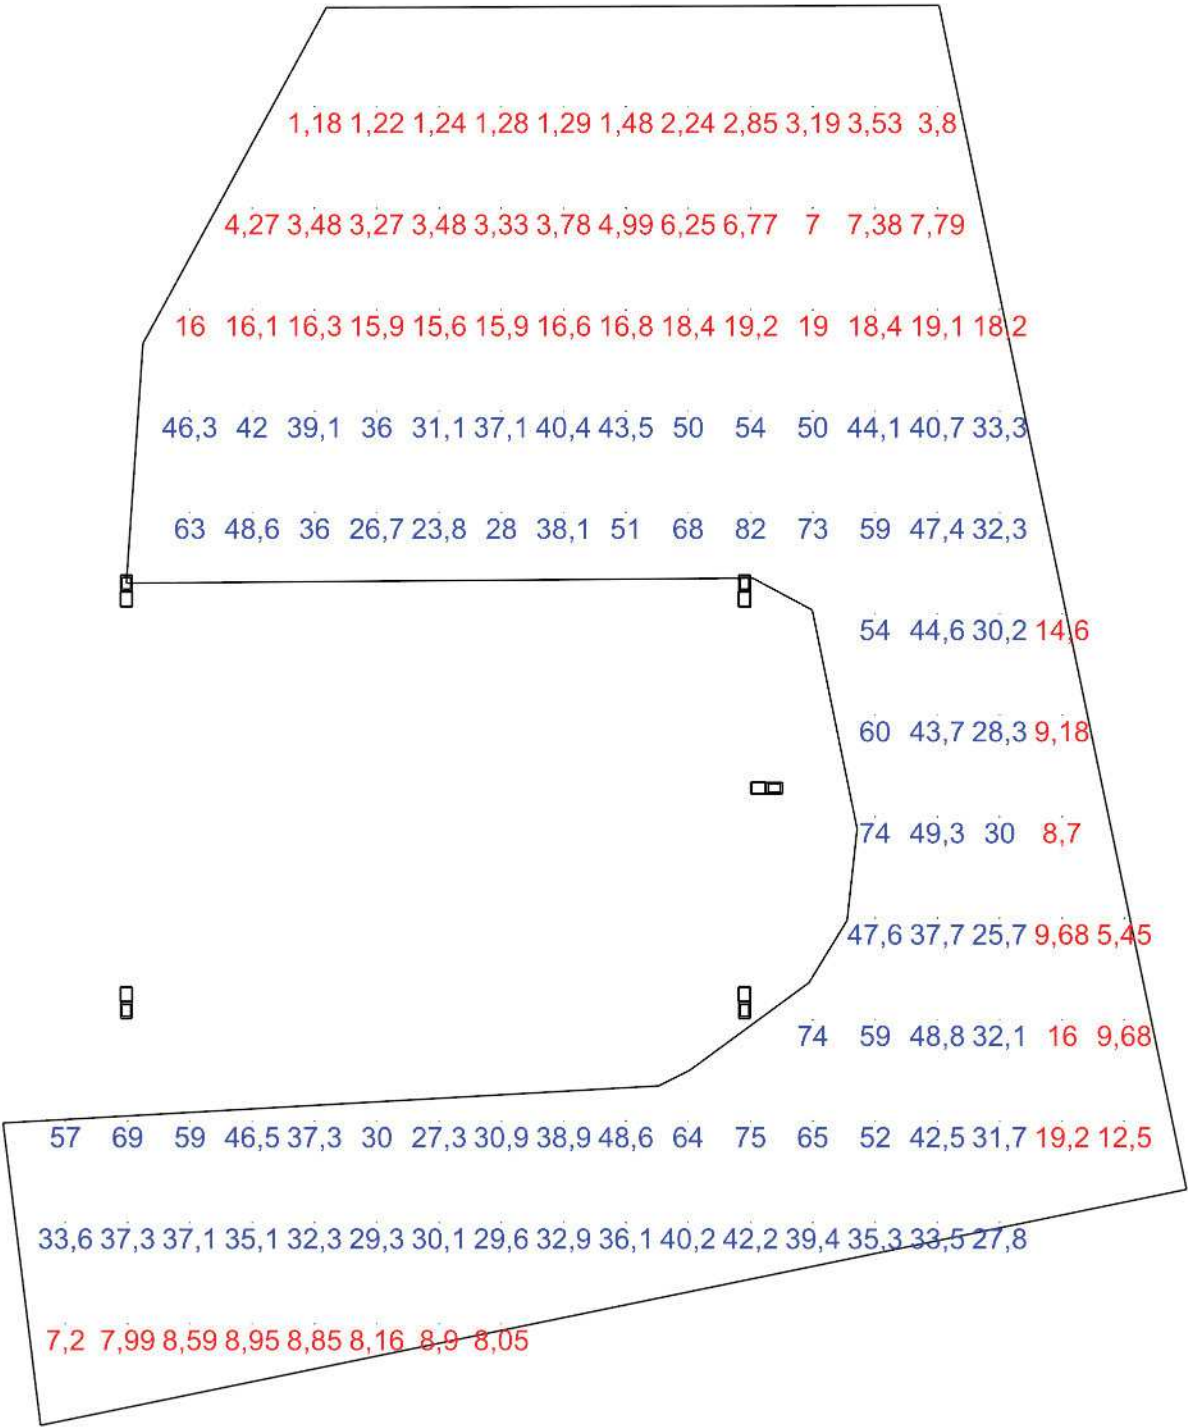 1,18 1,22 1,24 1,28 1,29 1,48 2,24 2,85 3,19 3,53 3,8
4,27 3,48 3,27 3,48 3,33 3,78 4,99 6,25 6,77 7 7,38 7,79
16 16,1 16,3 15,9 15,6 15,9 16,6 16,8 18,4 19,2 19 18,4 19,1 18,2
46,3 42 39,1 36 31,1 37,1 40,4 43,5 50 54 50 44,1 40,7 33,3
63 48,6 36 26,7 23,8 28 38,1 51 68 82 73 59 47,4 32,3
54 44,6 30,2 14,6
60 43,7 28,3 9,18
74 49,3 30 8,7
47,6 37,7 25,7 9,68 5,45
74 59 48,8 32,1 16 9,68
57 69 59 46,5 37,3 30 27,3 30,9 38,9 48,6 64 75 65 52 42,5 31,7 19,2 12,5
33,6 37,3 37,1 35,1 32,3 29,3 30,1 29,6 32,9 36,1 40,2 42,2 39,4 35,3 33,5 27,8
7,2 7,99 8,59 8,95 8,85 8,16 8,9 8,05